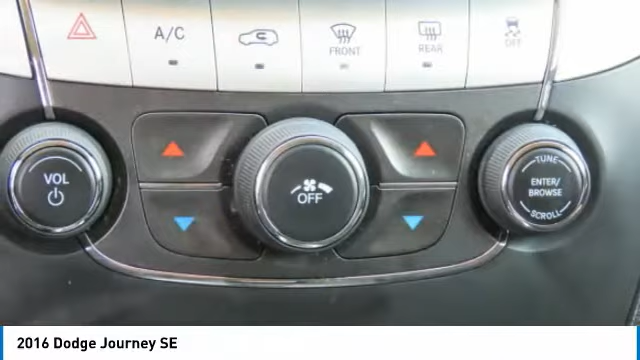 A/C
FRONT
REAR
OFF
VOL
OFF
TUNE
ENTER/
BROWSE
SCROLL
2016 Dodge Journey SE